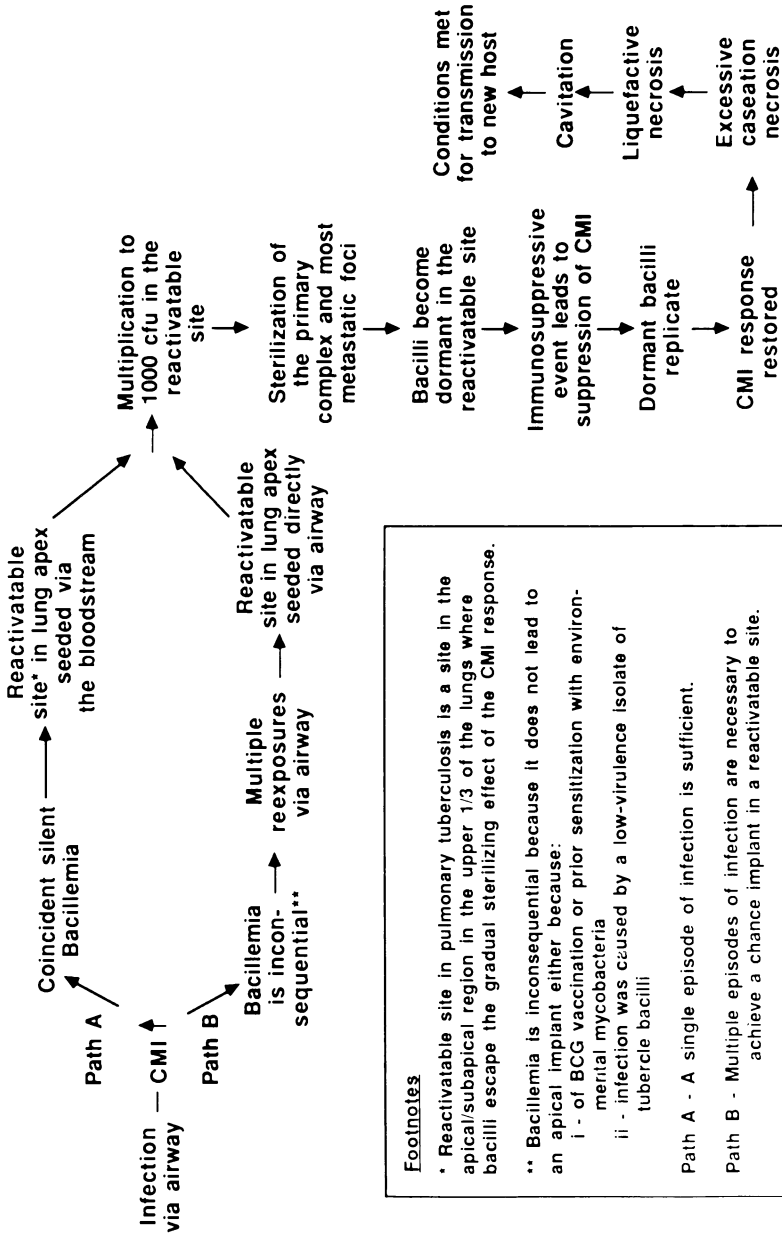 Infection
via airway
CMI
Path A
Path B
Coincident silent
Bacillemia
Reactivatable
site* in lung apex
seeded via
the bloodstream
Bacillemia
is incon-
sequential**
Multiple
reexposures
via airway
Reactivatable
site in lung apex
seeded directly
via airway
Multiplication to
1000 cfu in the
reactivatable
site
Sterilization of
the primary
complex and most
metastatic foci
Bacilli become
dormant in the
reactivatable site
Immunosuppressive
event leads to
suppression of CMI
Dormant bacilli
replicate
CMI response
restored
Excessive
caseation
necrosis
Liquefactive
necrosis
Cavitation
Conditions met
for transmission
to new host
Footnotes
* Reactivatable site in pulmonary tuberculosis is a site in the
apical/subapical region in the upper 1/3 of the lungs where
bacilli escape the gradual sterilizing effect of the CMI response.
** Bacillemia is inconsequential because it does not lead to
an apical implant either because:
i - of BCG vaccination or prior sensitization with environ-
mental mycobacteria
ii - infection was caused by a low-virulence isolate of
tubercle bacilli
Path A - A single episode of infection is sufficient.
Path B - Multiple episodes of infection are necessary to
achieve a chance implant in a reactivatable site.